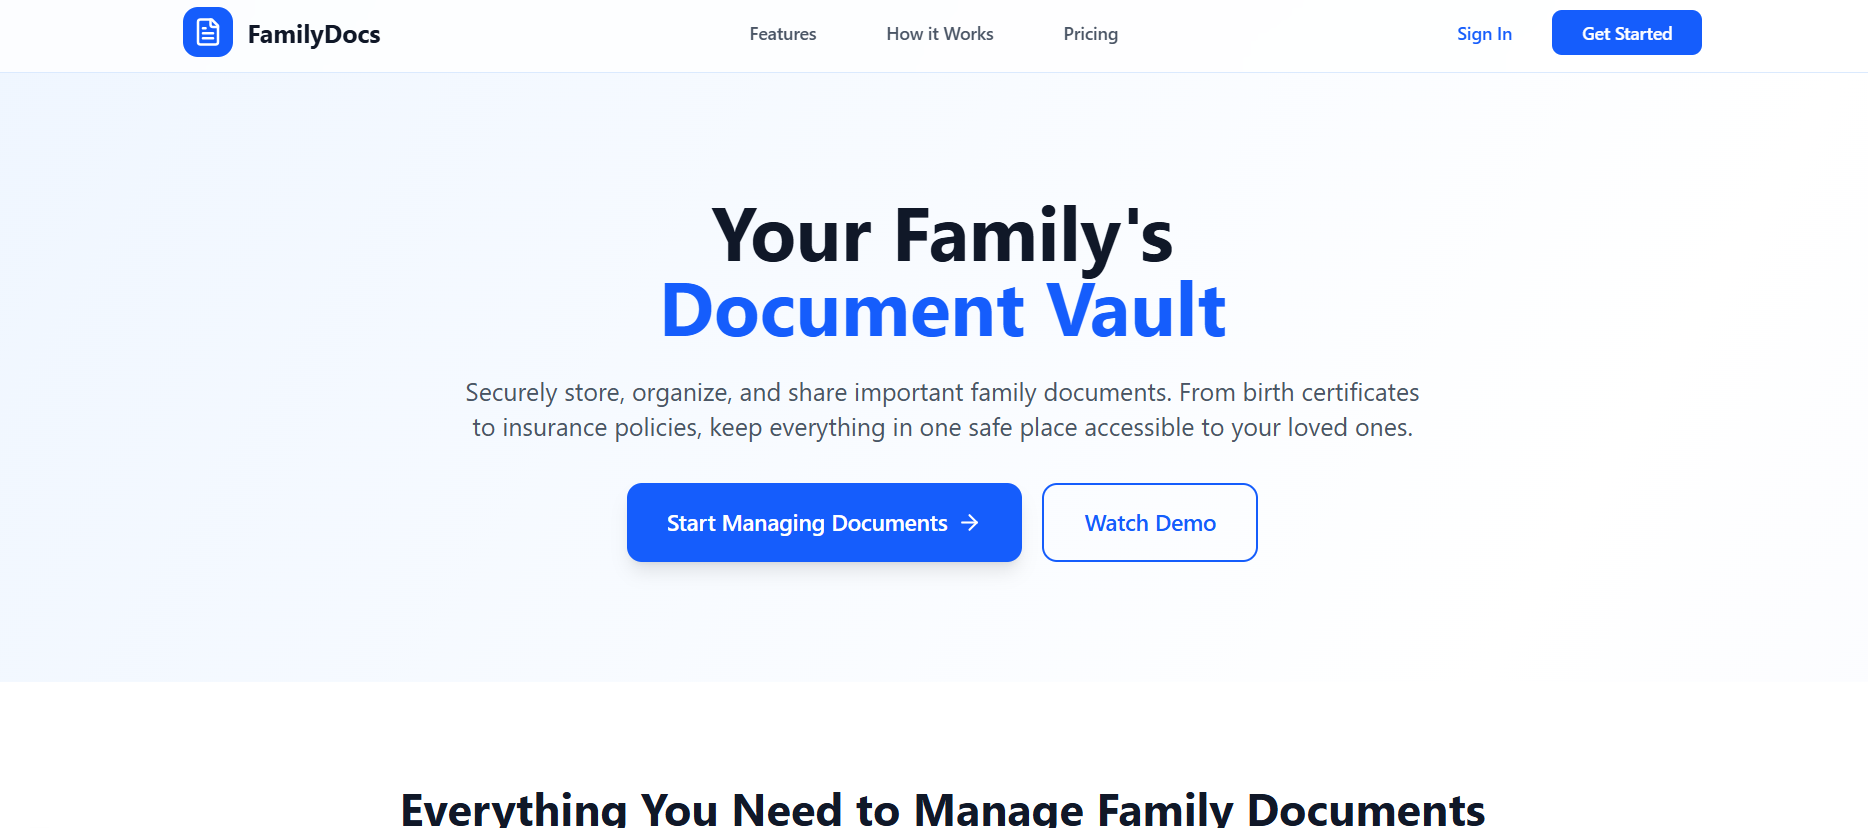 FamilyDocs
Features
How it Works
Pricing
Sign In
Get Started
Your Family's
Document Vault
Securely store, organize, and share important family documents. From birth certificates
to insurance policies, keep everything in one safe place accessible to your loved ones.
Start Managing Documents →
Watch Demo
Everything You Need to Manage Family Documents